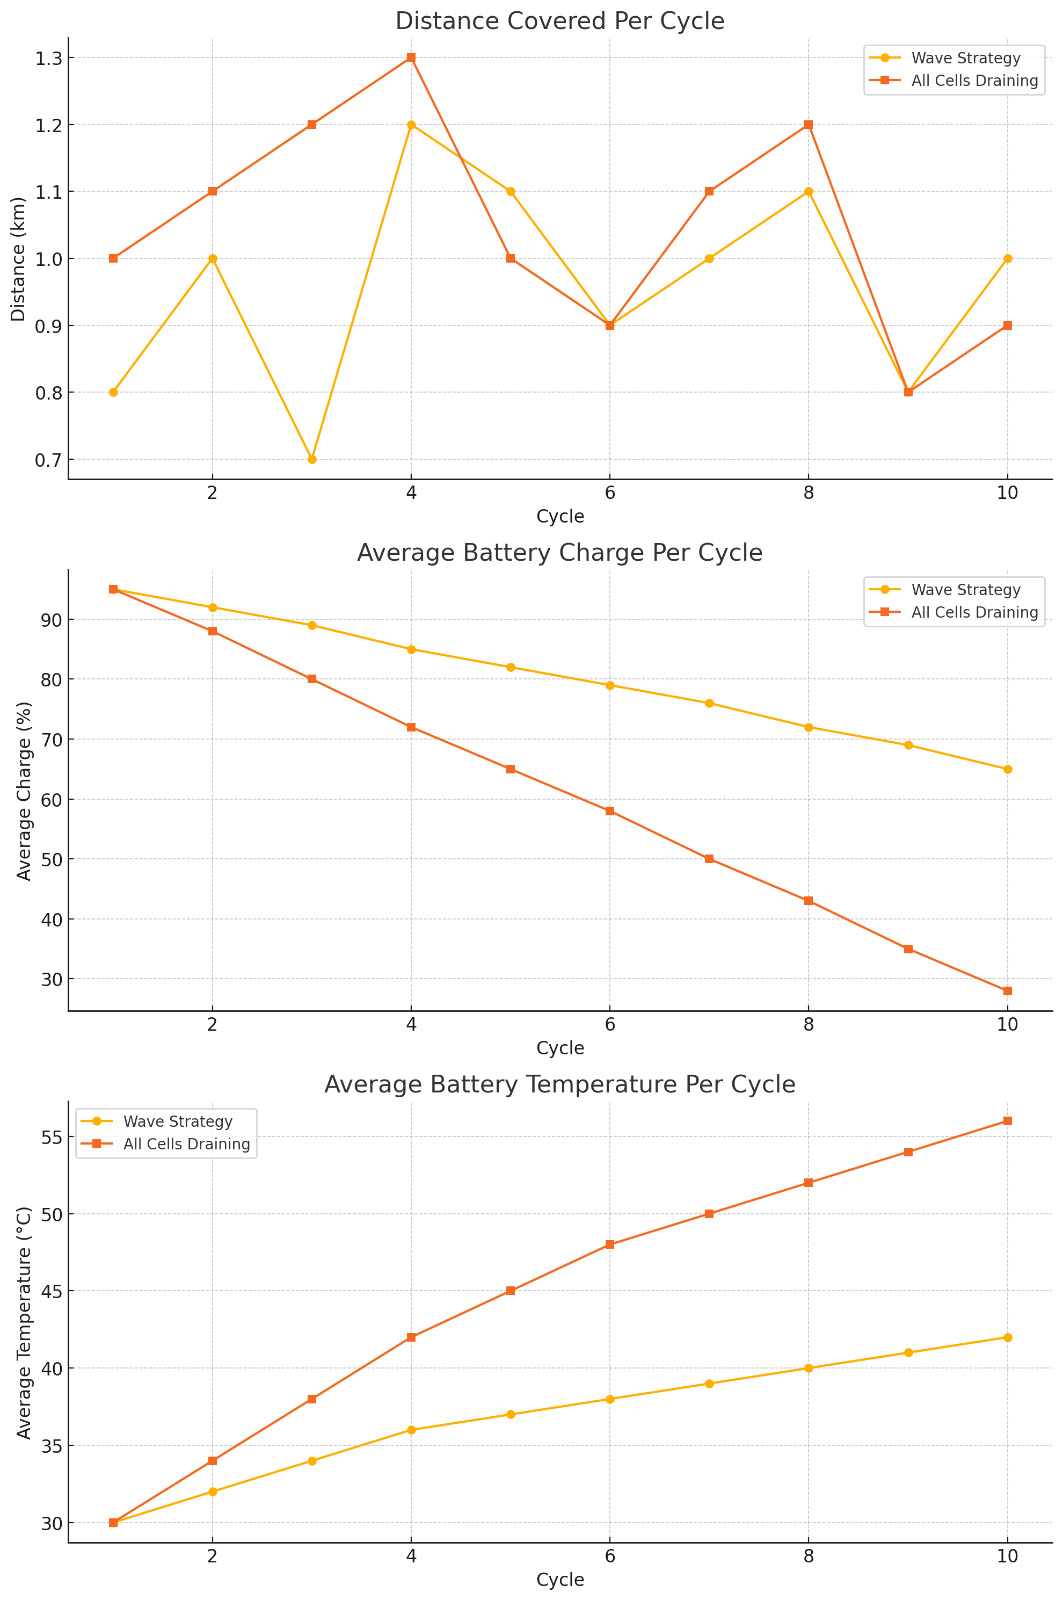 Distance Covered Per Cycle
1.3
1.2
1.1
1.0
0.9
0.8
0.7
Distance (km)
Wave Strategy
All Cells Draining
2 4 6 8 10
Cycle
Average Battery Charge Per Cycle
90
80
70
60
50
40
30
Average Charge (%)
Wave Strategy
All Cells Draining
2 4 6 8 10
Cycle
Average Battery Temperature Per Cycle
55
50
45
40
35
30
Average Temperature (°C)
Wave Strategy
All Cells Draining
2 4 6 8 10
Cycle